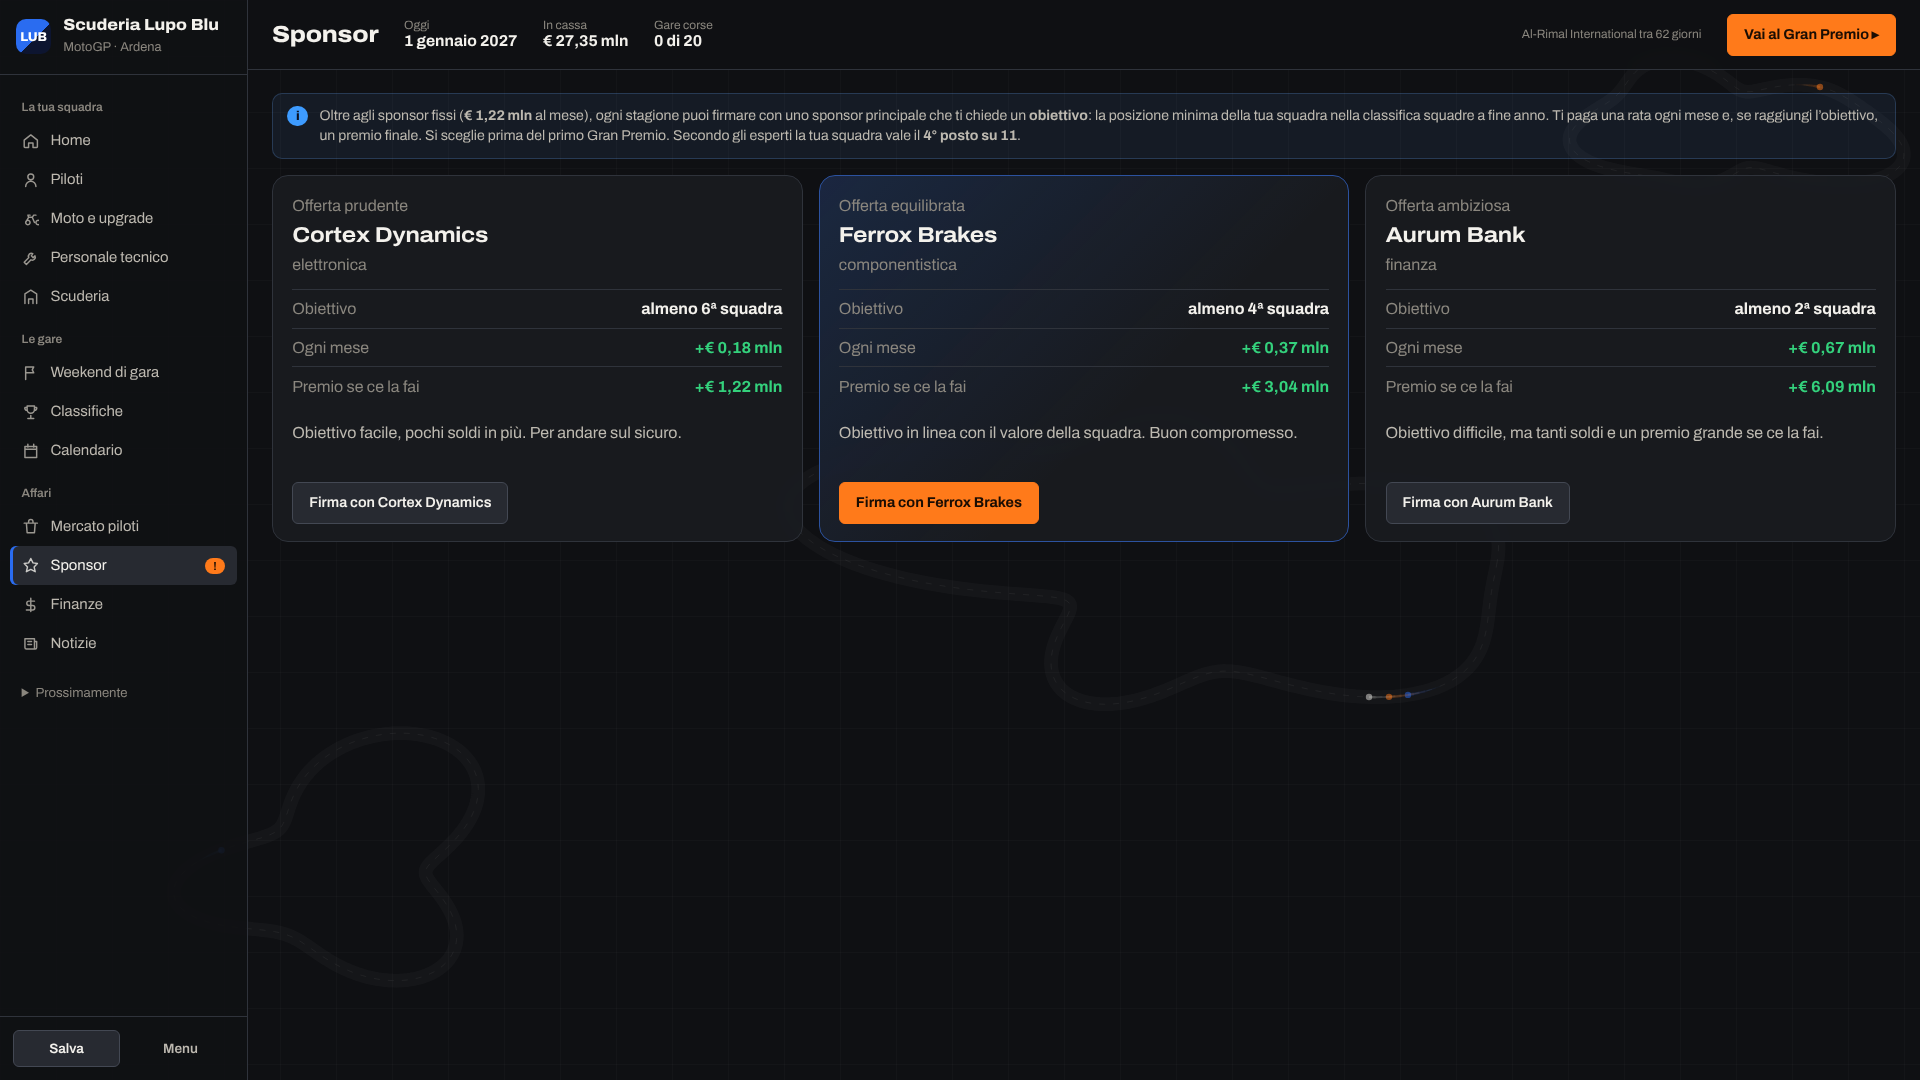 LUB
Scuderia Lupo Blu
MotoGP · Ardena
La tua squadra
Home
Piloti
Moto e upgrade
Personale tecnico
Scuderia
Le gare
Weekend di gara
Classifiche
Calendario
Affari
Mercato piloti
Sponsor !
Finanze
Notizie
▶ Prossimamente
Salva
Menu
Sponsor
Oggi
1 gennaio 2027
In cassa
€ 27,35 mln
Gare corse
0 di 20
Al-Rimal International tra 62 giorni
Vai al Gran Premio ▸
i
Oltre agli sponsor fissi (€ 1,22 mln al mese), ogni stagione puoi firmare con uno sponsor principale che ti chiede un obiettivo: la posizione minima della tua squadra nella classifica squadre a fine anno. Ti paga una rata ogni mese e, se raggiungi l'obiettivo,
un premio finale. Si sceglie prima del primo Gran Premio. Secondo gli esperti la tua squadra vale il 4° posto su 11.
Offerta prudente
Cortex Dynamics
elettronica
Obiettivo almeno 6ª squadra
Ogni mese +€ 0,18 mln
Premio se ce la fai +€ 1,22 mln
Obiettivo facile, pochi soldi in più. Per andare sul sicuro.
Firma con Cortex Dynamics
Offerta equilibrata
Ferrox Brakes
componentistica
Obiettivo almeno 4ª squadra
Ogni mese +€ 0,37 mln
Premio se ce la fai +€ 3,04 mln
Obiettivo in linea con il valore della squadra. Buon compromesso.
Firma con Ferrox Brakes
Offerta ambiziosa
Aurum Bank
finanza
Obiettivo almeno 2ª squadra
Ogni mese +€ 0,67 mln
Premio se ce la fai +€ 6,09 mln
Obiettivo difficile, ma tanti soldi e un premio grande se ce la fai.
Firma con Aurum Bank